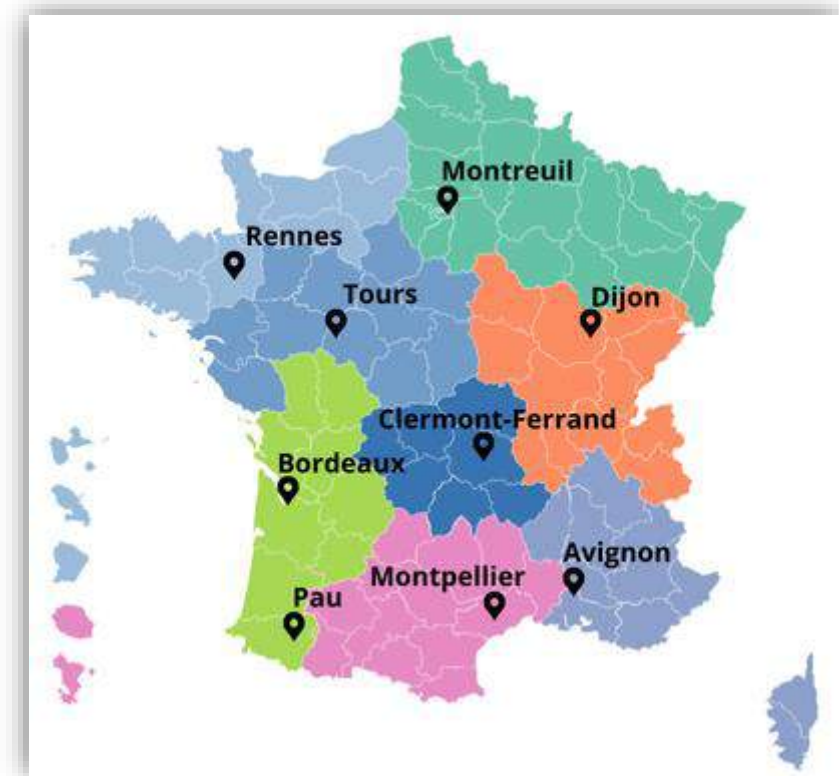 Montreuil
Rennes
Tours
Dijon
Clermont-Ferrand
Bordeaux
Avignon
Montpellier
Pau